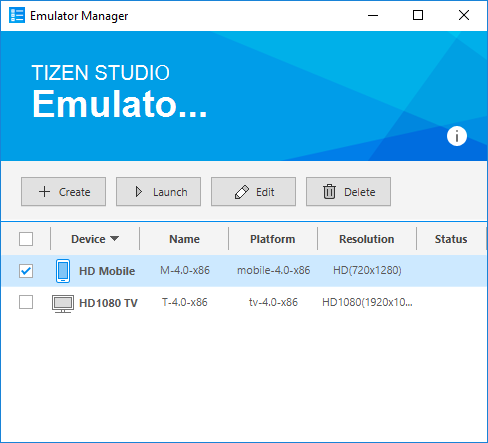 Emulator Manager
TIZEN STUDIO
Emulato...
Create Launch Edit Delete
Device Name Platform Resolution Status
HD Mobile M-4.0-x86 mobile-4.0-x86 HD(720x1280)
HD1080 TV T-4.0-x86 tv-4.0-x86 HD1080(1920x10...